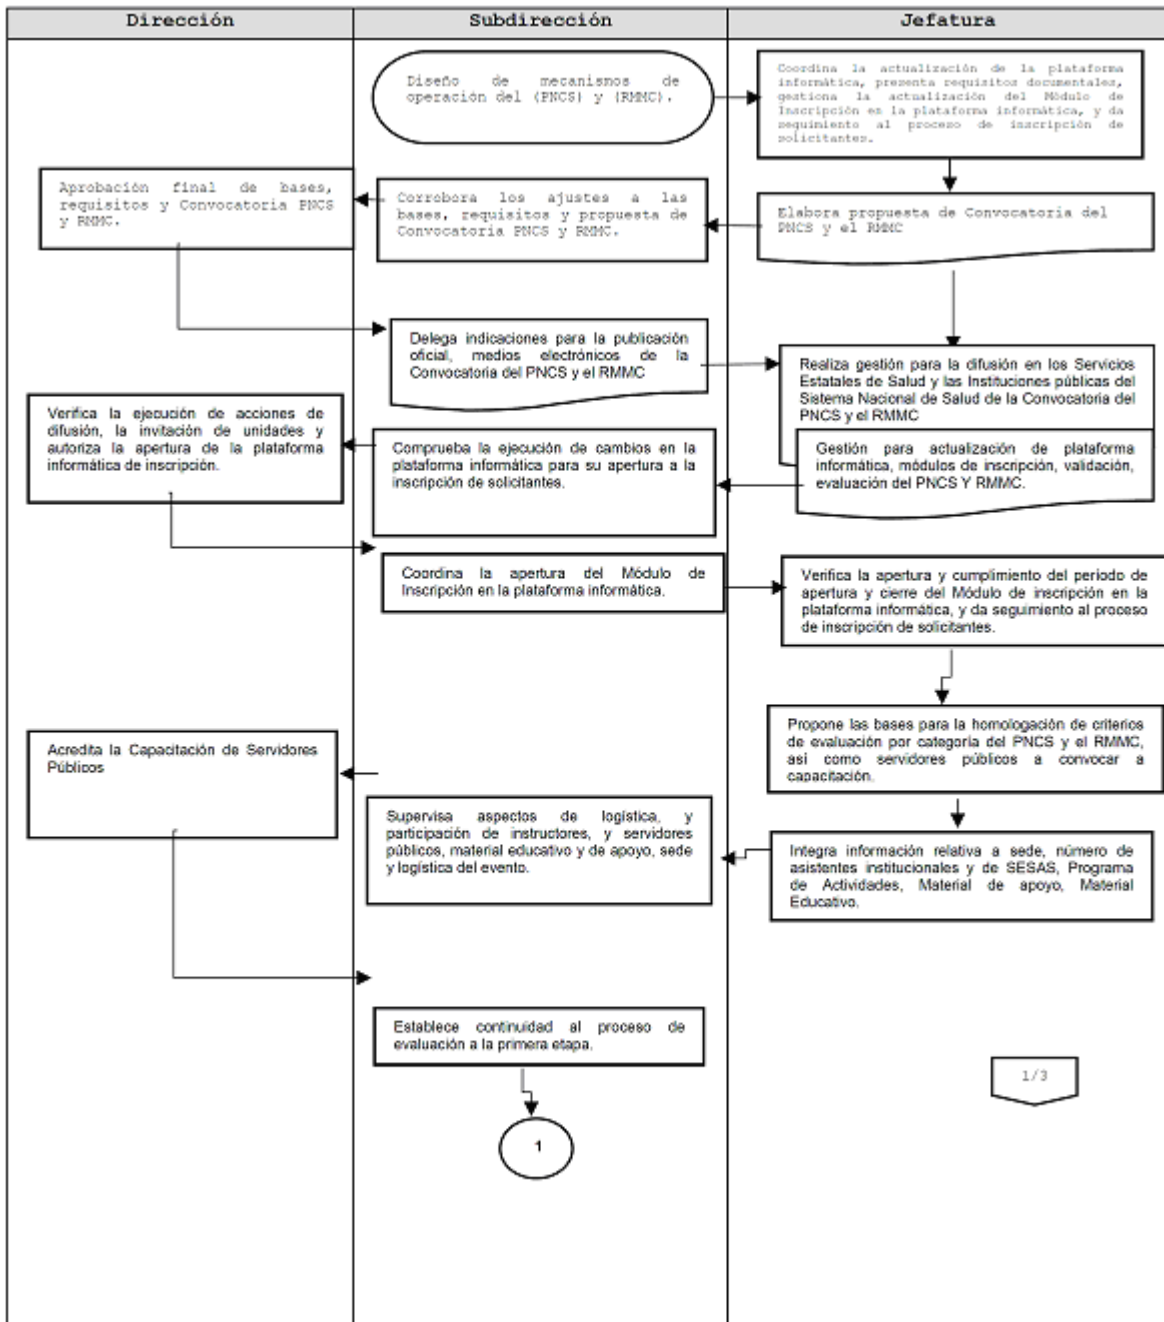 Dirección
Subdirección
Jefatura
Diseño de mecanismos de
operación del (PNCS) y (RMMC).
Coordina la actualización de la plataforma
informática, presenta requisitos documentales,
gestiona la actualización del Módulo de
Inscripción en la plataforma informática, y da
seguimiento al proceso de inscripción de
solicitantes.
Aprobación final de bases,
requisitos y Convocatoria PNCS
y RMMC.
Corrobora los ajustes a las
bases, requisitos y propuesta de
Convocatoria PNCS y RMMC.
Elabora propuesta de Convocatoria del
PNCS y el RMMC
Delega indicaciones para la publicación
oficial, medios electrónicos de la
Convocatoria del PNCS y el RMMC
Realiza gestión para la difusión en los Servicios
Estatales de Salud y las Instituciones públicas del
Sistema Nacional de Salud de la Convocatoria del
PNCS y el RMMC
Verifica la ejecución de acciones de
difusión, la invitación de unidades y
autoriza la apertura de la plataforma
informática de inscripción.
Comprueba la ejecución de cambios en la
plataforma informática para su apertura a la
inscripción de solicitantes.
Gestión para actualización de plataforma
informática, módulos de inscripción, validación,
evaluación del PNCS Y RMMC.
Coordina la apertura del Módulo de
Inscripción en la plataforma informática.
Verifica la apertura y cumplimiento del periodo de
apertura y cierre del Módulo de inscripción en la
plataforma informática, y da seguimiento al proceso
de inscripción de solicitantes.
Propone las bases para la homologación de criterios
de evaluación por categoría del PNCS y el RMMC,
así como servidores públicos a convocar a
capacitación.
Acredita la Capacitación de Servidores
Públicos
Supervisa aspectos de logística, y
participación de instructores, y servidores
públicos, material educativo y de apoyo, sede
y logística del evento.
Integra información relativa a sede, número de
asistentes institucionales y de SESAS, Programa
de Actividades, Material de apoyo, Material
Educativo.
Establece continuidad al proceso de
evaluación a la primera etapa.
1/3
1